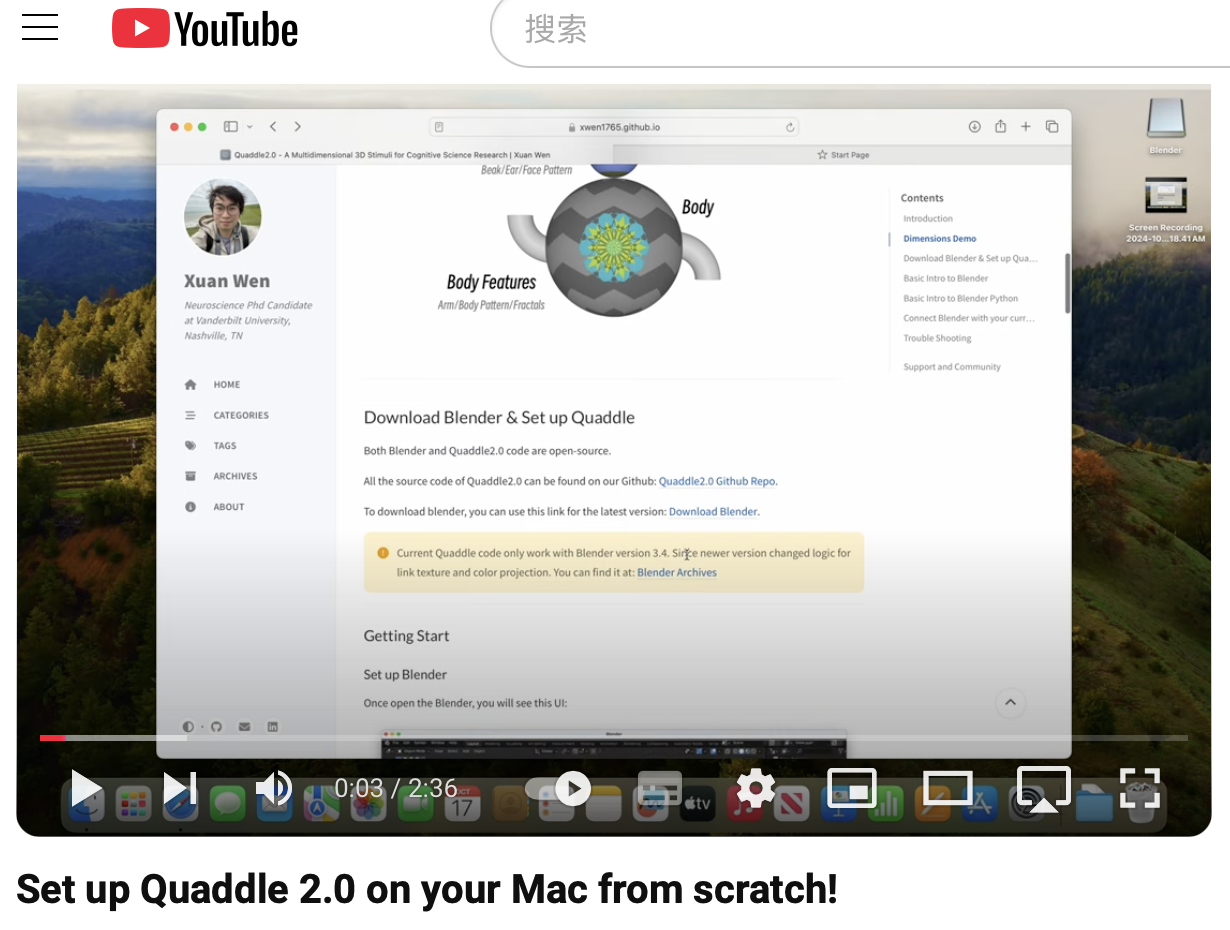 YouTube
搜索
xwen1765.github.io
Quaddle2.0 - A Multidimensional 3D Stimuli for Cognitive Science Research | Xuan Wen
Start Page
Blender
Screen Recording
2024-10...18.41 AM
Beak/Ear/Face Pattern
Body
Body Features
Arm/Body Pattern/Fractals
Xuan Wen
Neuroscience Phd Candidate
at Vanderbilt University,
Nashville, TN
HOME
CATEGORIES
TAGS
ARCHIVES
ABOUT
Contents
Introduction
Dimensions Demo
Download Blender & Set up Qua...
Basic Intro to Blender
Basic Intro to Blender Python
Connect Blender with your curr...
Trouble Shooting
Support and Community
Download Blender & Set up Quaddle
Both Blender and Quaddle2.0 code are open-source.
All the source code of Quaddle2.0 can be found on our Github: Quaddle2.0 Github Repo.
To download blender, you can use this link for the latest version: Download Blender.
Current Quaddle code only work with Blender version 3.4. Since newer version changed logic for
link texture and color projection. You can find it at: Blender Archives
Getting Start
Set up Blender
Once open the Blender, you will see this UI:
Blender
0:03 / 2:36
OCT
17
tv
Set up Quaddle 2.0 on your Mac from scratch!